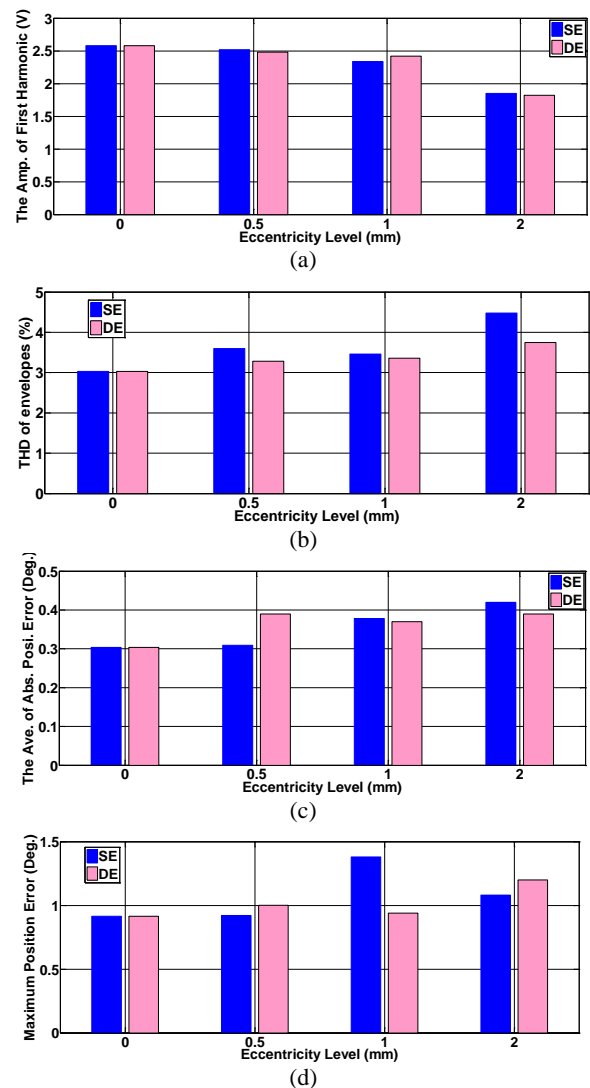 3
2.5
2
1.5
1
0.5
0
The Amp. of First Harmonic (V)
SE
DE
0 0.5 1 2
Eccentricity Level (mm)
(a)
5
4
3
2
1
0
THD of envelopes (%)
SE
DE
0 0.5 1 2
Eccentricity Level (mm)
(b)
0.5
0.4
0.3
0.2
0.1
0
The Ave. of Abs. Posi. Error (Deg.)
SE
DE
0 0.5 1 2
Eccentricity Level (mm)
(c)
1.5
1
0.5
0
Maximum Position Error (Deg.)
SE
DE
0 0.5 1 2
Eccentricity Level (mm)
(d)